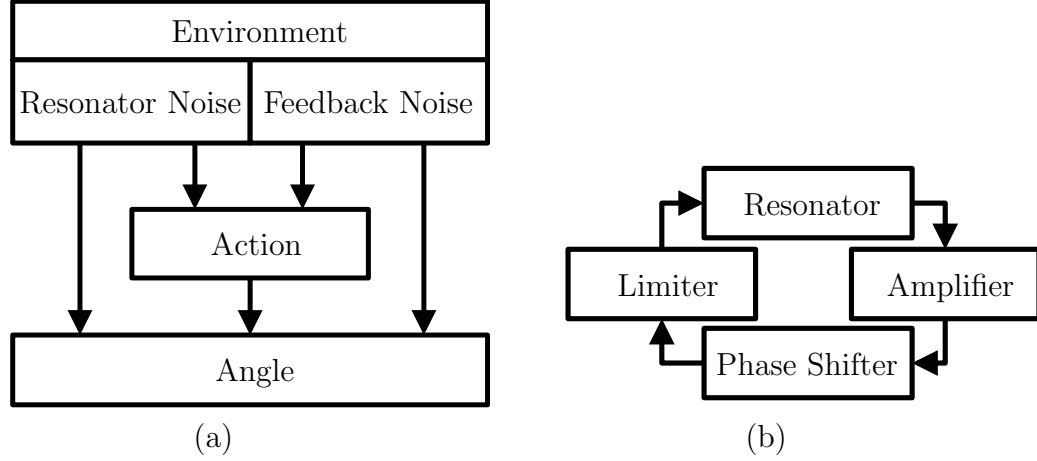 Environment
Resonator Noise
Feedback Noise
Action
Angle
(a)
Resonator
Limiter
Amplifier
Phase Shifter
(b)